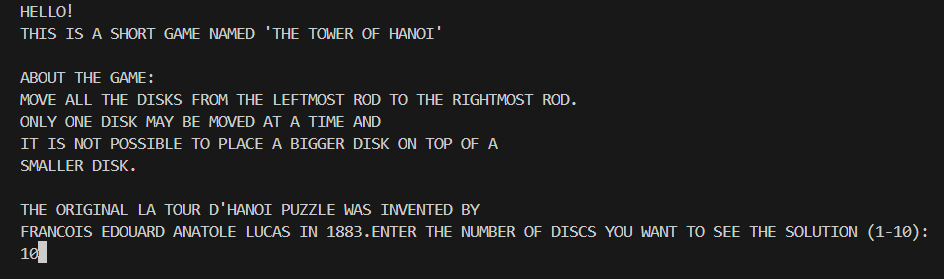 HELLO!
THIS IS A SHORT GAME NAMED 'THE TOWER OF HANOI'
ABOUT THE GAME:
MOVE ALL THE DISKS FROM THE LEFTMOST ROD TO THE RIGHTMOST ROD.
ONLY ONE DISK MAY BE MOVED AT A TIME AND
IT IS NOT POSSIBLE TO PLACE A BIGGER DISK ON TOP OF A
SMALLER DISK.
THE ORIGINAL LA TOUR D'HANOI PUZZLE WAS INVENTED BY
FRANCOIS EDOUARD ANATOLE LUCAS IN 1883.ENTER THE NUMBER OF DISCS YOU WANT TO SEE THE SOLUTION (1-10):
10